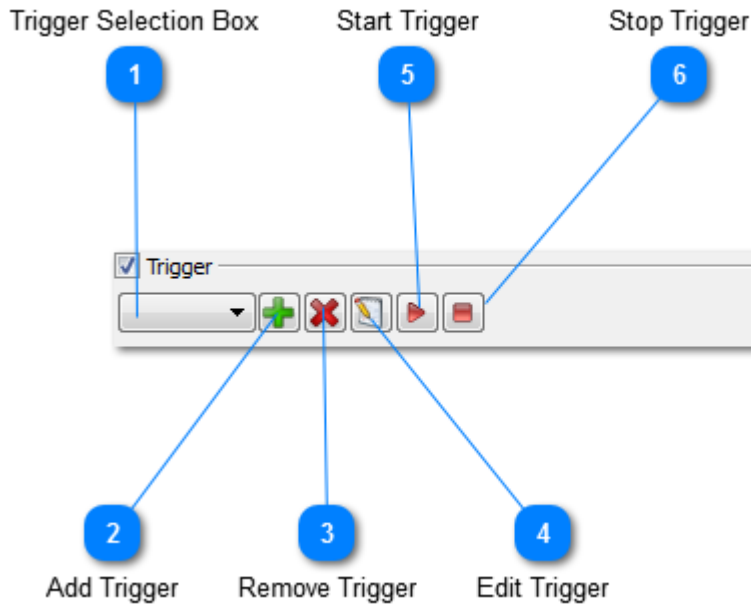 Trigger Selection Box
Start Trigger
Stop Trigger
1
5
6
Trigger
2
3
4
Add Trigger
Remove Trigger
Edit Trigger